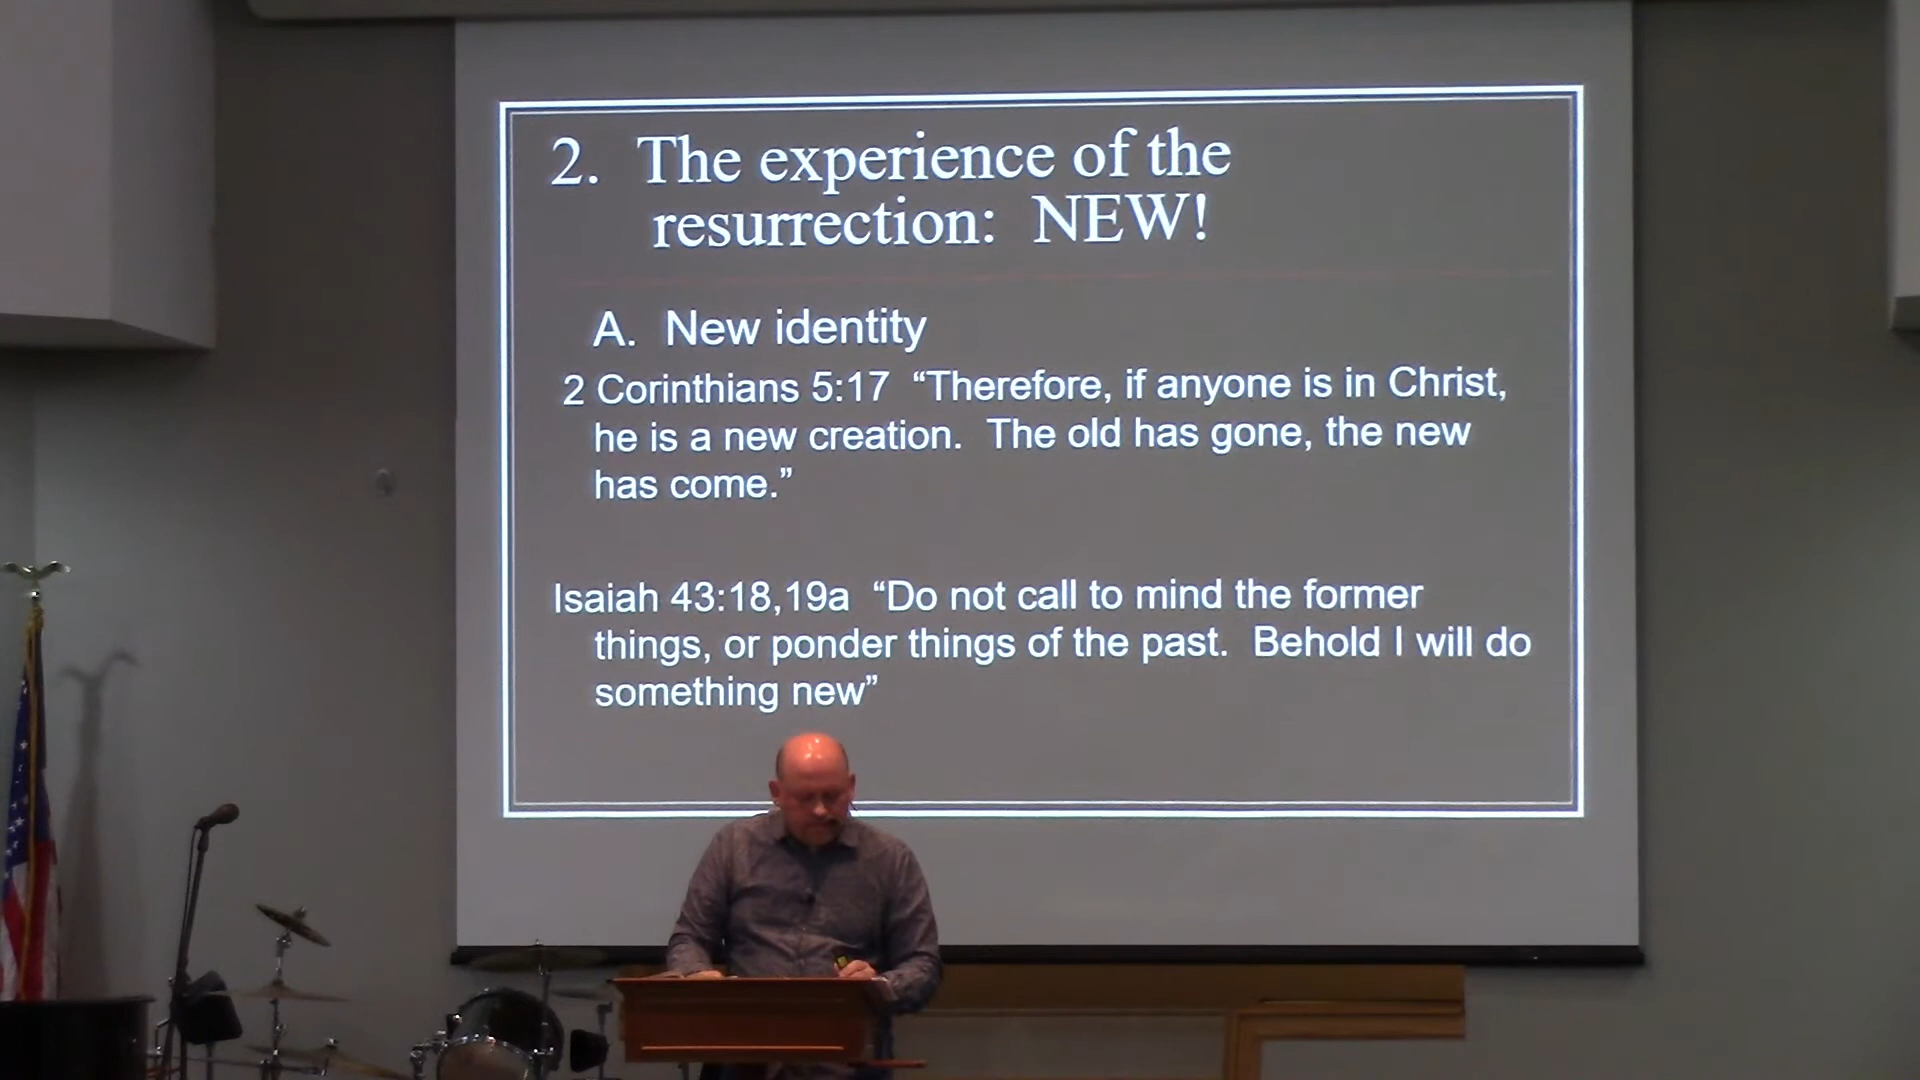 2. The experience of the
resurrection: NEW!
A. New identity
2 Corinthians 5:17 “Therefore, if anyone is in Christ,
he is a new creation. The old has gone, the new
has come.”
Isaiah 43:18,19a “Do not call to mind the former
things, or ponder things of the past. Behold I will do
something new”